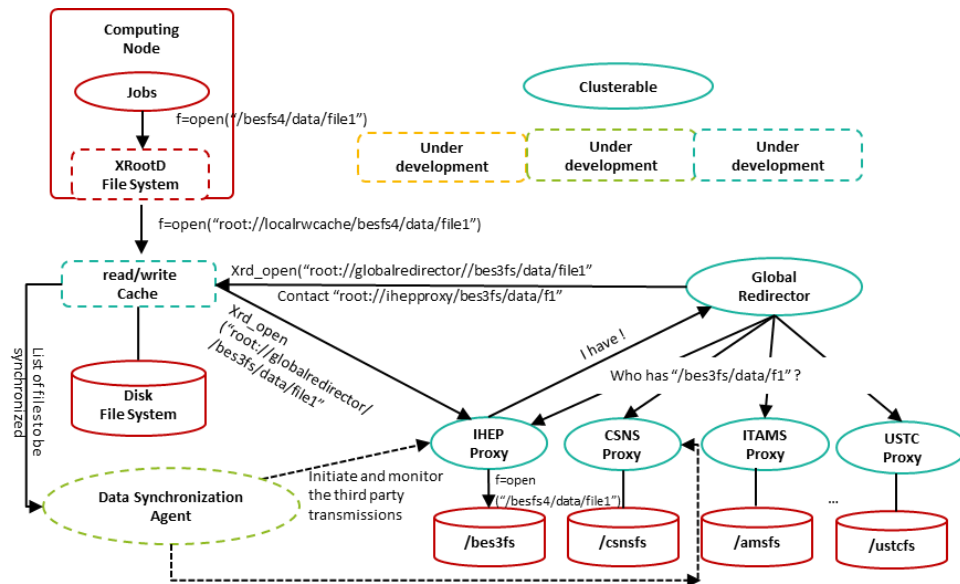 Computing
Node
Jobs
f=open("/besfs4/data/file1")
XRootD
File System
Clusterable
Under
development
Under
development
Under
development
f=open("root://localrwcache/besfs4/data/file1")
read/write
Cache
Xrd_open("root://globalredirector//bes3fs/data/file1"
Contact "root://ihepproxy/bes3fs/data/f1"
Global
Redirector
Xrd_open
("root://globalredirector/
/bes3fs/data/file1"
I have !
Who has "/bes3fs/data/f1" ?
List of files to be
synchronized
Disk
File System
IHEP
Proxy
CSNS
Proxy
ITAMS
Proxy
USTC
Proxy
Initiate and monitor
the third party
transmissions
f=open
("/besfs4/data/file1")
Data Synchronization
Agent
...
/bes3fs
/csnsfs
/amsfs
/ustcfs